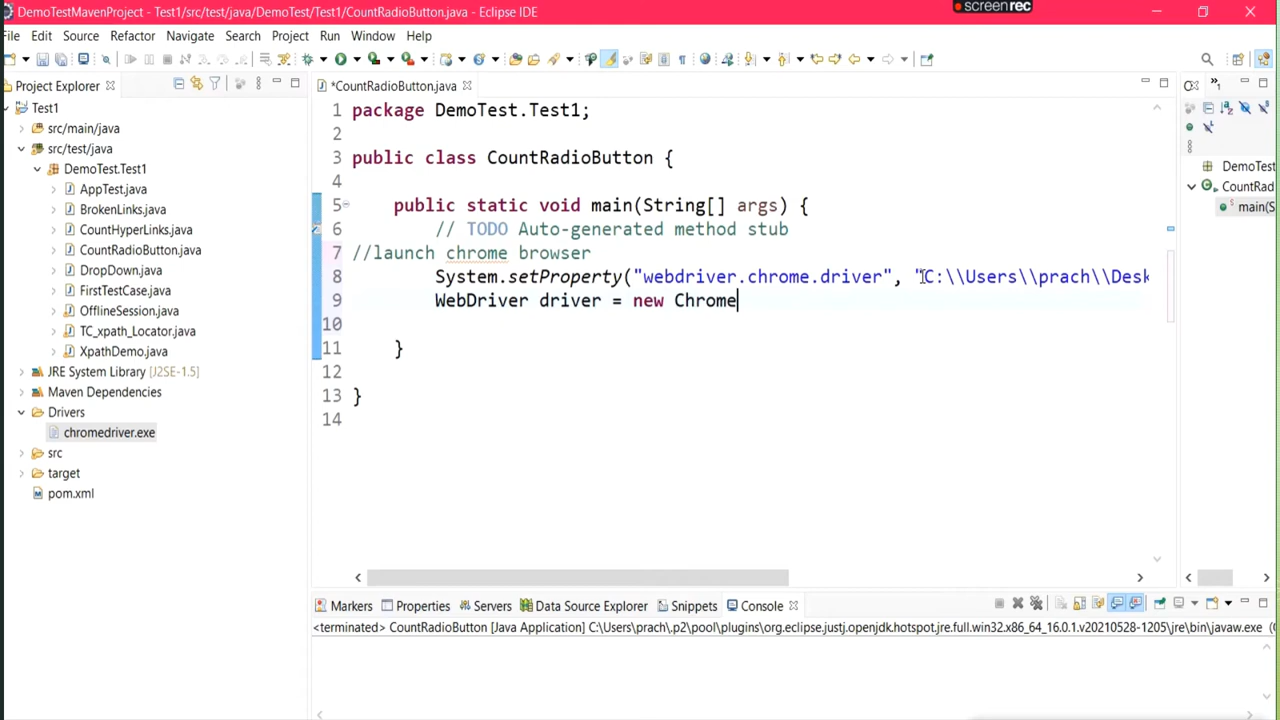 screenrec
DemoTestMavenProject - Test1/src/test/java/DemoTest/Test1/CountRadioButton.java - Eclipse IDE
File Edit Source Refactor Navigate Search Project Run Window Help
Project Explorer
Test1
src/main/java
src/test/java
DemoTest.Test1
AppTest.java
BrokenLinks.java
CountHyperLinks.java
CountRadioButton.java
DropDown.java
FirstTestCase.java
OfflineSession.java
TC_xpath_Locator.java
XpathDemo.java
JRE System Library [J2SE-1.5]
Maven Dependencies
Drivers
chromedriver.exe
src
target
pom.xml
*CountRadioButton.java
1 package DemoTest.Test1;
2
3 public class CountRadioButton {
4
5 public static void main(String[] args) {
6 // TODO Auto-generated method stub
7 //launch chrome browser
8 System.setProperty("webdriver.chrome.driver", "C:\\Users\\prach\\Desk
9 WebDriver driver = new Chrome
10
11 }
12
13 }
14
DemoTest
CountRad
main(S
Markers Properties Servers Data Source Explorer Snippets Console
<terminated> CountRadioButton [Java Application] C:\Users\prach\.p2\pool\plugins\org.eclipse.justj.openjdk.hotspot.jre.full.win32.x86_64_16.0.1.v20210528-1205\jre\bin\javaw.exe (